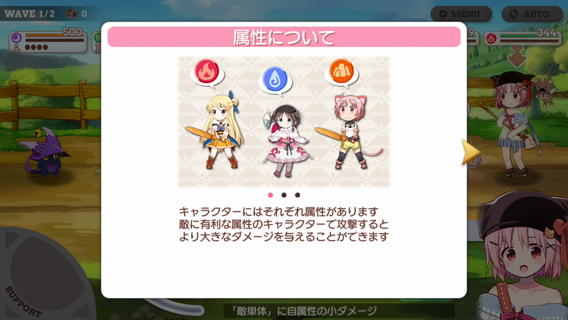 WAVE 1/2
0
MENU
AUTO
500
344
属性について
キャラクターにはそれぞれ属性があります
敵に有利な属性のキャラクターで攻撃すると
より大きなダメージを与えることができます
SUPPORT
「敵単体」に自属性の小ダメージ